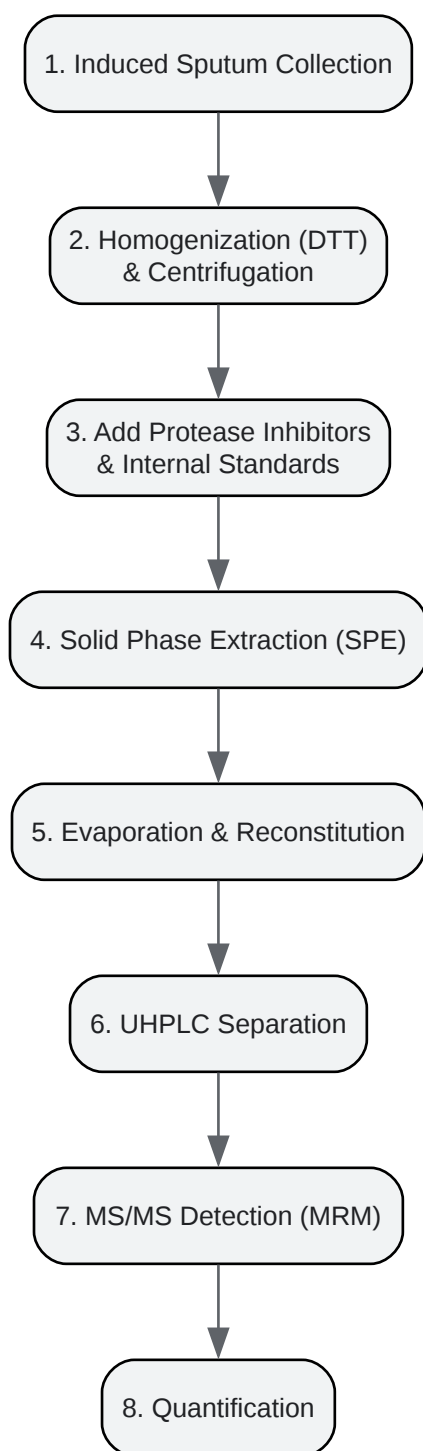 1. Induced Sputum Collection
2. Homogenization (DTT)
& Centrifugation
3. Add Protease Inhibitors
& Internal Standards
4. Solid Phase Extraction (SPE)
5. Evaporation & Reconstitution
6. UHPLC Separation
7. MS/MS Detection (MRM)
8. Quantification